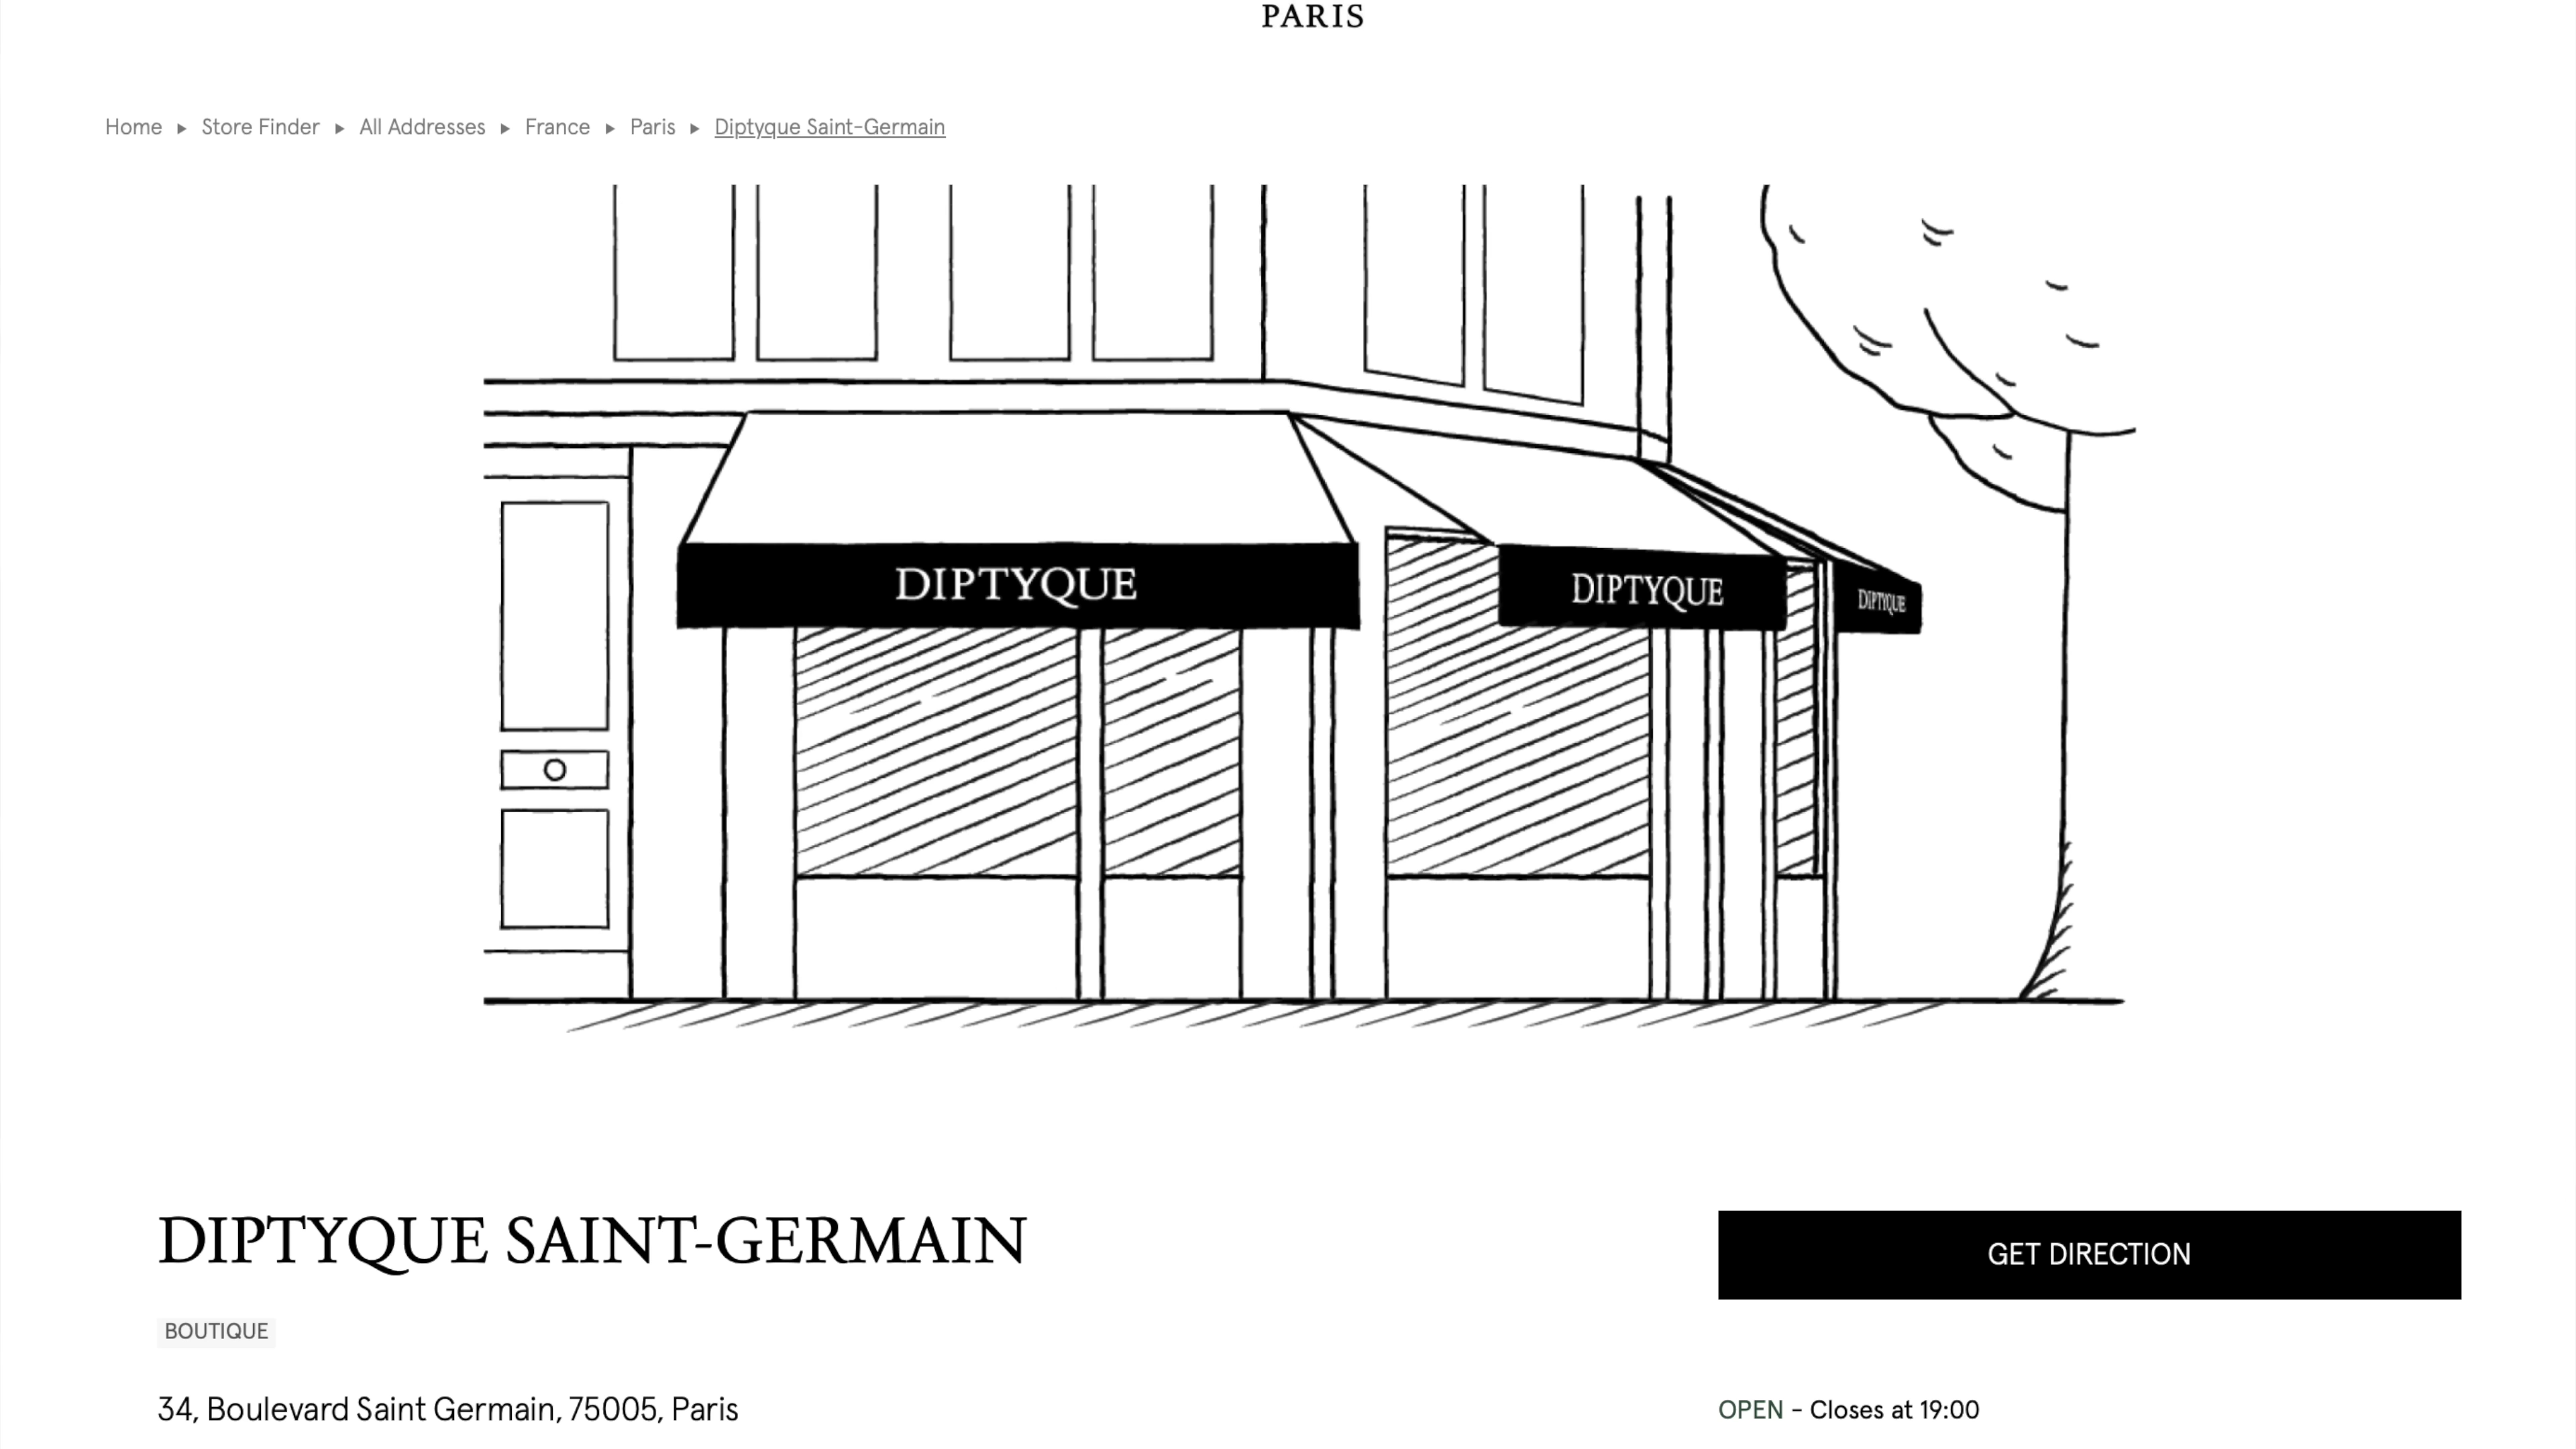 PARIS
Home ▸ Store Finder ▸ All Addresses ▸ France ▸ Paris ▸ Diptyque Saint-Germain
DIPTYQUE
DIPTYQUE
DIPTYQUE
DIPTYQUE SAINT-GERMAIN
GET DIRECTION
BOUTIQUE
34, Boulevard Saint Germain, 75005, Paris
OPEN - Closes at 19:00